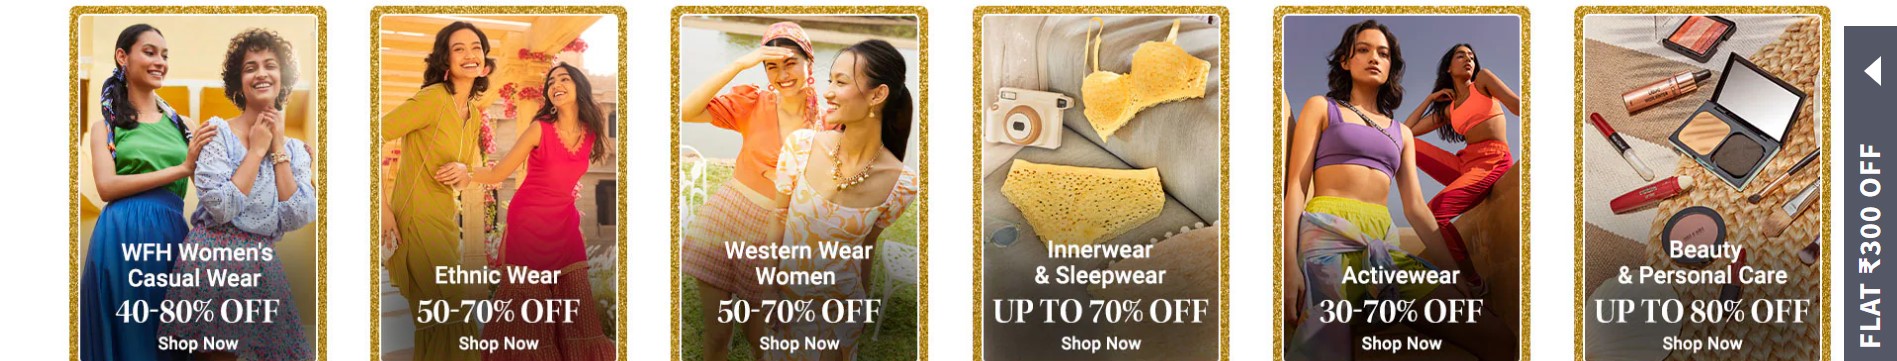 WFH Women's
Casual Wear
40-80% OFF
Shop Now
Ethnic Wear
50-70% OFF
Shop Now
Western Wear
Women
50-70% OFF
Shop Now
Innerwear
& Sleepwear
UP TO 70% OFF
Shop Now
Activewear
30-70% OFF
Shop Now
Beauty
& Personal Care
UP TO 80% OFF
Shop Now
FLAT ₹300 OFF